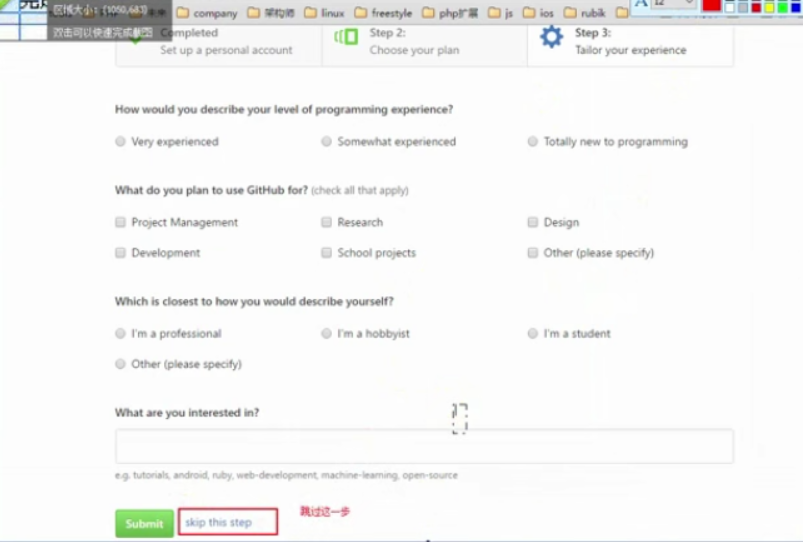 区域大小：(1050,683)
company 架构师 linux freestyle php扩展 js ios rubik
双击可以快速完成截图
12
Completed
Set up a personal account
Step 2:
Choose your plan
Step 3:
Tailor your experience
How would you describe your level of programming experience?
Very experienced Somewhat experienced Totally new to programming
What do you plan to use GitHub for? (check all that apply)
Project Management Research Design
Development School projects Other (please specify)
Which is closest to how you would describe yourself?
I'm a professional I'm a hobbyist I'm a student
Other (please specify)
What are you interested in?
e.g. tutorials, android, ruby, web-development, machine-learning, open-source
Submit skip this step 跳过这一步